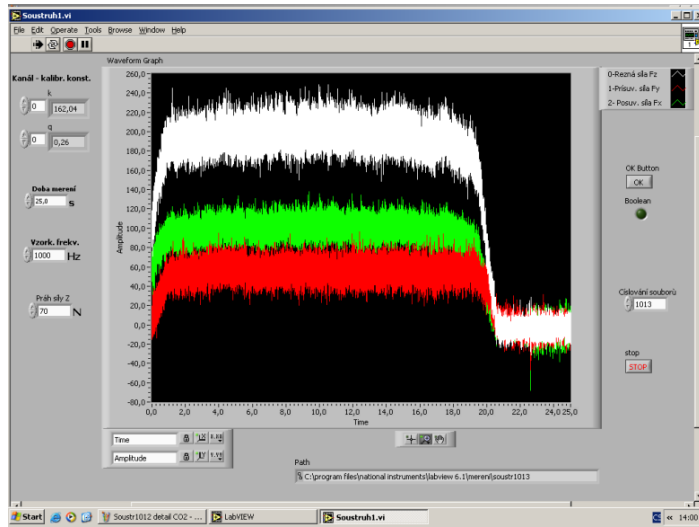 Soustruh1.vi
File Edit Operate Tools Browse Window Help
1
Waveform Graph
Kanál - kalibr. konst.
k
0 162,04
q
0 0,26
Doba merení
25,0 s
Vzork. frekv.
1000 Hz
Práh síly Z
70 N
Amplitude
260,0
240,0
220,0
200,0
180,0
160,0
140,0
120,0
100,0
80,0
60,0
40,0
20,0
0,0
-20,0
-40,0
-60,0
-80,0
0,0 2,0 4,0 6,0 8,0 10,0 12,0 14,0 16,0 18,0 20,0 22,0 24,0 25,0
Time
0-Rezná síla Fz
1-Prísuv. síla Fy
2- Posuv. síla Fx
OK Button
OK
Boolean
Císlování souborů
1013
stop
STOP
Time
Amplitude
Path
C:\program files\national instruments\labview 6.1\merení\soustr1013
Start
Soustr1012 detail CO2 - ...
LabVIEW
Soustruh1.vi
CS
14:00